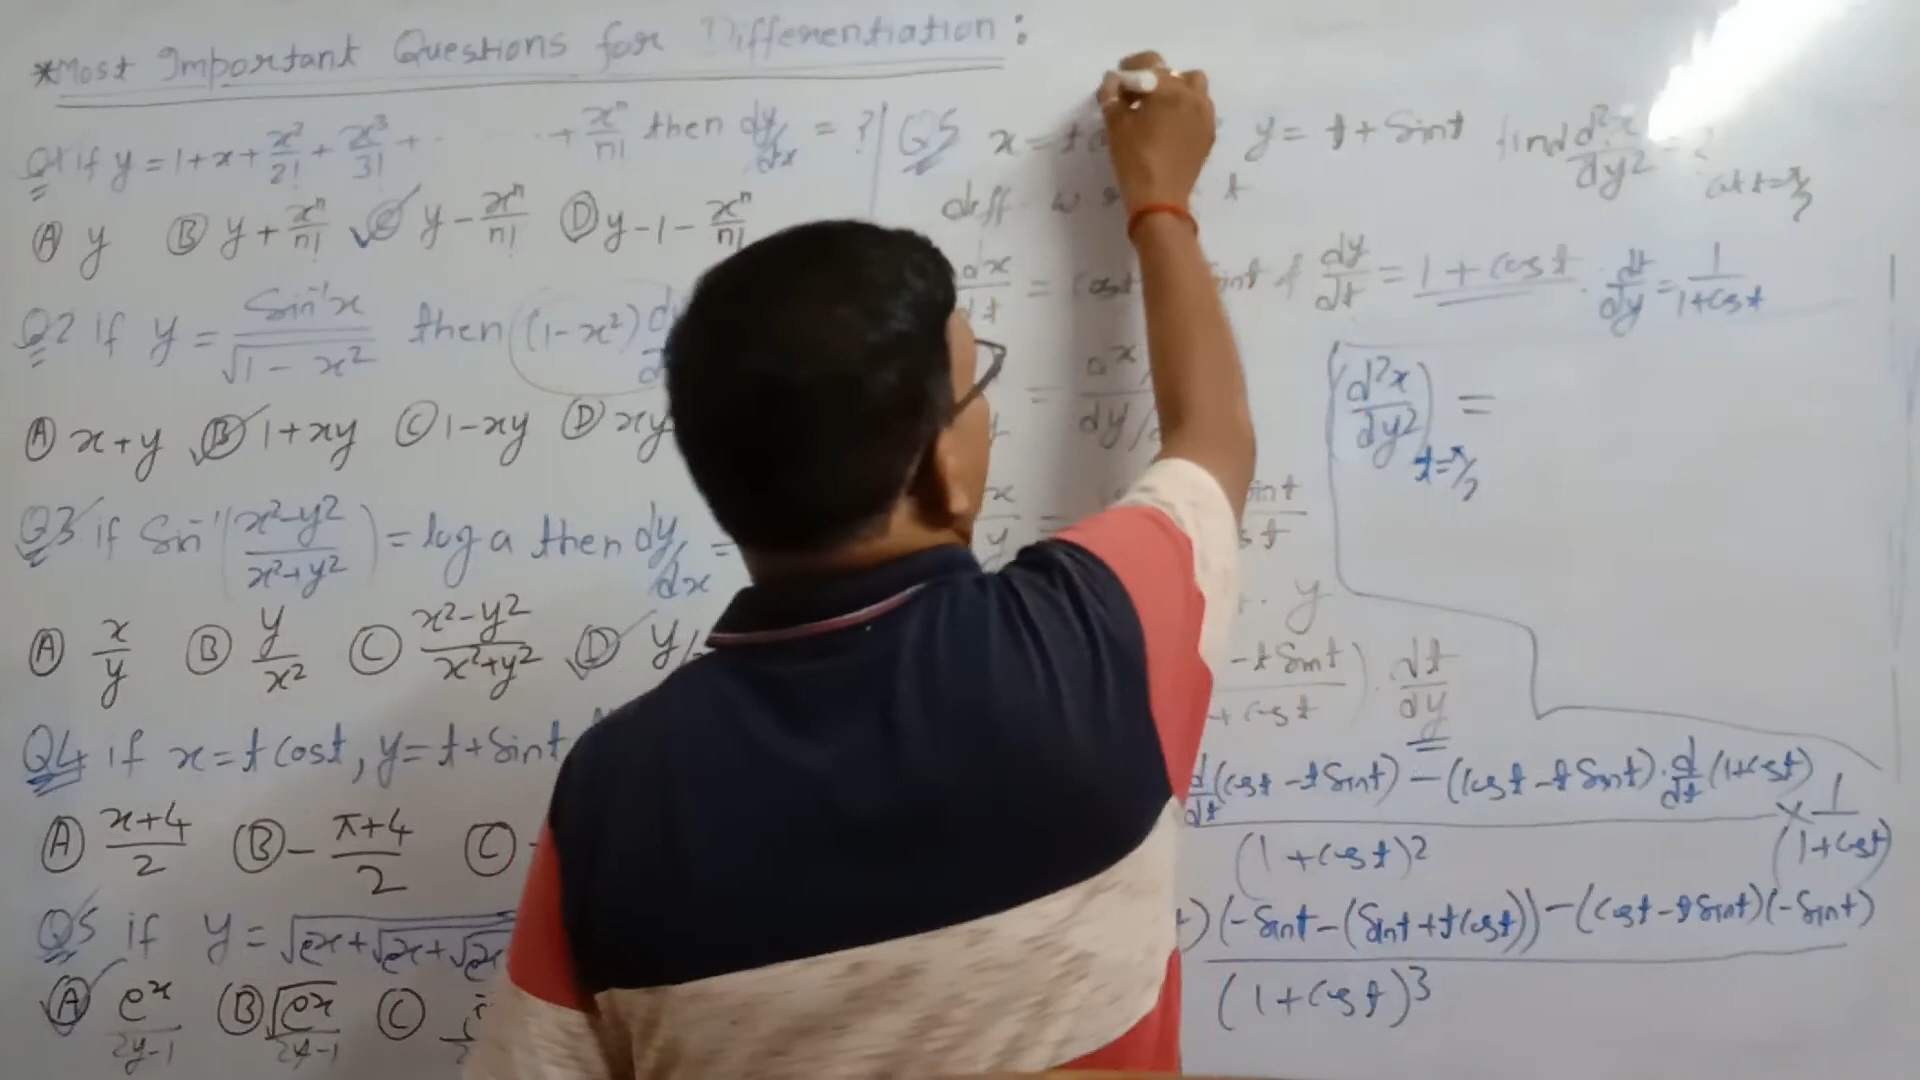 *Most Important Questions for Differentiation:
Q1 if y = 1 + x + x²/2! + x³/3! + ... + xⁿ/n! then dy/dx = ?
Ⓐ y Ⓑ y + xⁿ/n! Ⓒ y - xⁿ/n! Ⓓ y - 1 - xⁿ/n!
Q2 if y = Sin⁻¹x/√(1 - x²) then (1 - x²)
Ⓐ x + y Ⓑ 1 + xy Ⓒ 1 - xy Ⓓ xy
Q3 if Sin⁻¹((x² - y²)/(x² + y²)) = log a then dy/dx =
Ⓐ x/y Ⓑ y/x² Ⓒ (x² - y²)/(x² + y²) Ⓓ y/
Q4 if x = t Cost, y = t + Sint
Ⓐ (x + 4)/2 Ⓑ - (π + 4)/2 Ⓒ -
Q5 if y = √(ex + √(ex + √(ex
Ⓐ eˣ/(2y - 1) Ⓑ √ex/(2y - 1) Ⓒ
Q5 x = t y = t + Sint find d²x/dy² = ? at t = π/2
diff w t
dx/dt = Cost Sint & dy/dt = 1 + Cost . dt/dy = 1/(1 + Cost)
= dx/ dy/
(d²x/dy²) t = π/2 =
Sint
. y
- t Sint) . dt/dy
+ Cost
d/dt (Cost - t Sint) - (Cost - t Sint) . d/dt (1 + Cost)
(1 + Cost)² × 1/(1 + Cost)
) (-Sint - (Sint + t Cost)) - (Cost - t Sint)(-Sint)
(1 + Cost)³